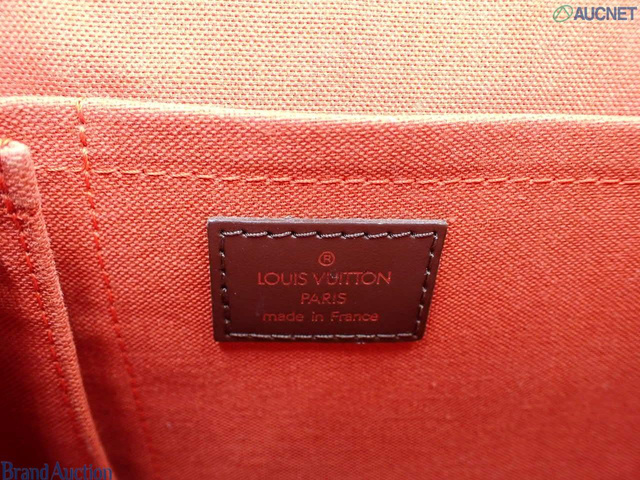 AUCNET
®
LOUIS VUITTON
PARIS
made in France
Brand Auction